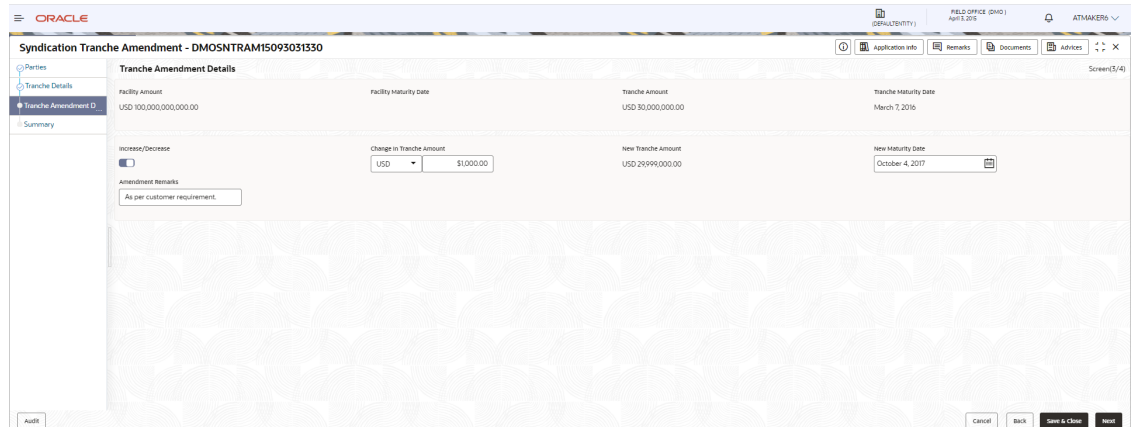 ORACLE
(DEFAULTENTITY )
FIELD OFFICE (DMO )
April 3, 2015
ATMAKER6
Syndication Tranche Amendment - DMOSNTRAM15093031330
Application Info
Remarks
Documents
Advices
Parties
Tranche Details
Tranche Amendment D...
Summary
Tranche Amendment Details
Screen(3/4)
Facility Amount
Facility Maturity Date
Tranche Amount
Tranche Maturity Date
USD 100,000,000,000.00
USD 30,000,000.00
March 7, 2016
Increase/Decrease
Change in Tranche Amount
New Tranche Amount
New Maturity Date
USD
$1,000.00
USD 29,999,000.00
October 4, 2017
Amendment Remarks
As per customer requirement.
Audit
Cancel
Back
Save & Close
Next